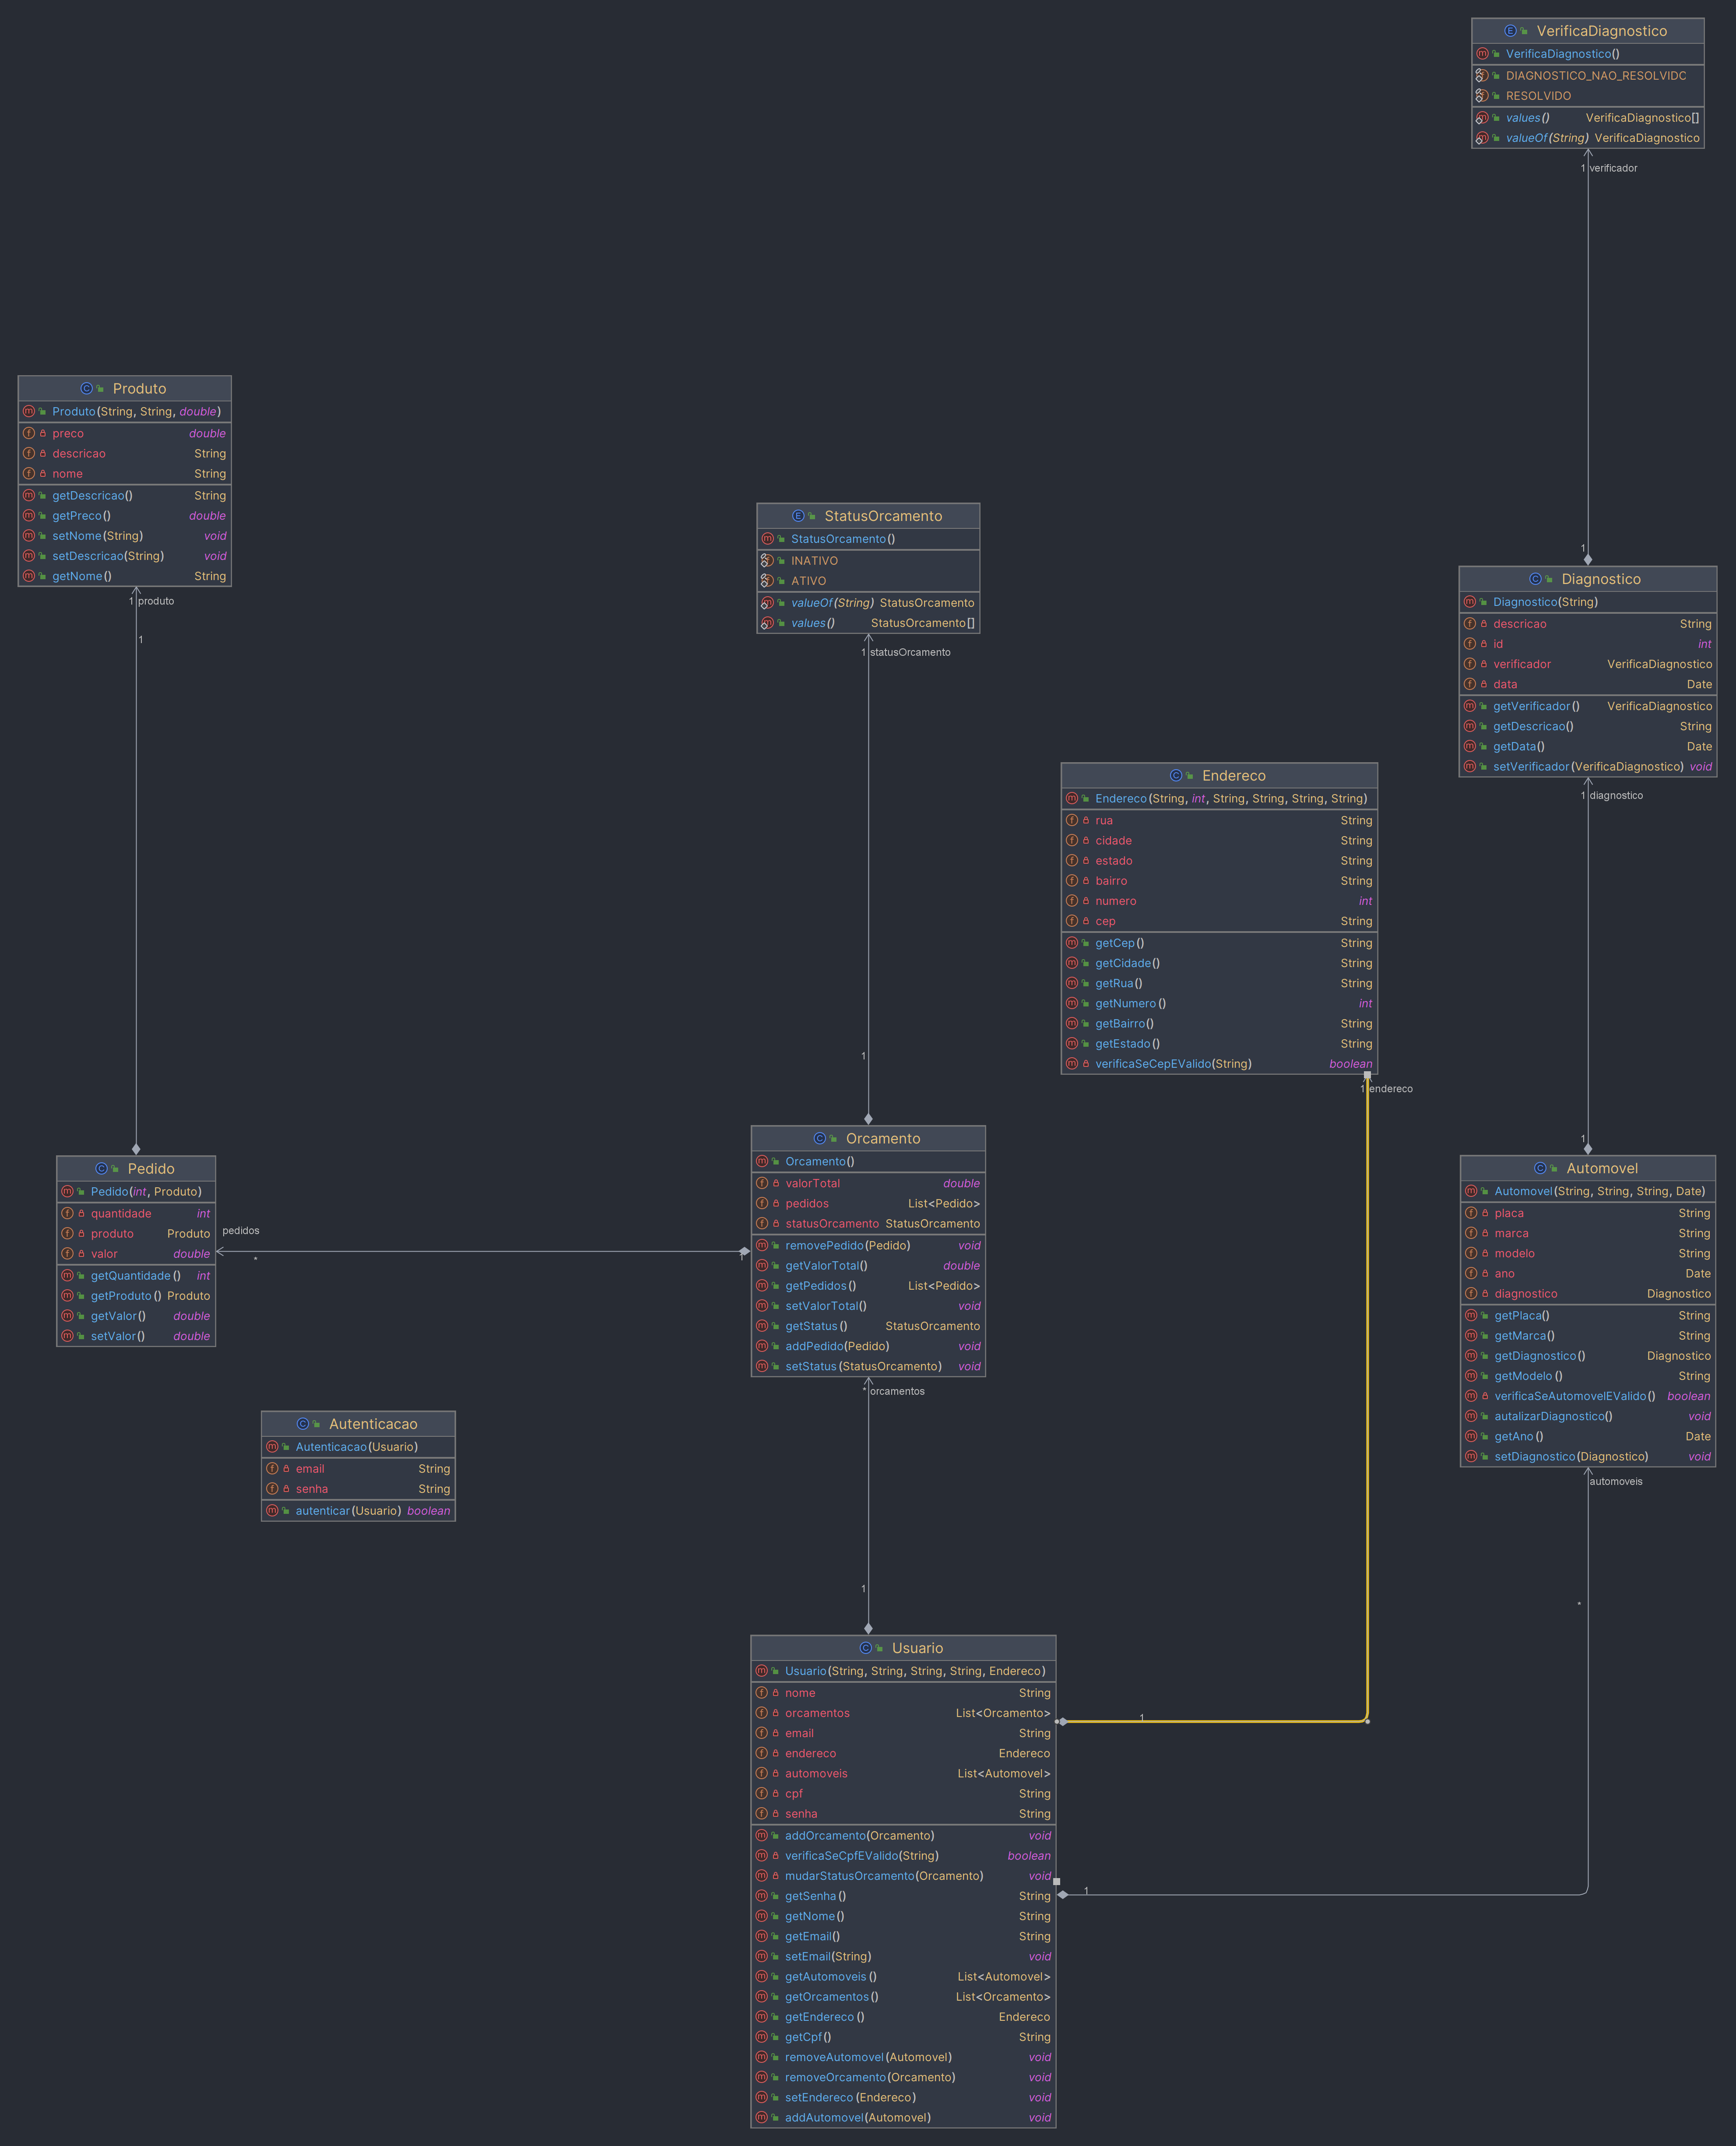 VerificaDiagnostico
VerificaDiagnostico()
DIAGNOSTICO_NAO_RESOLVIDO
RESOLVIDO
values() VerificaDiagnostico[]
valueOf(String) VerificaDiagnostico
1 verificador
1
Produto
Produto(String, String, double)
preco double
descricao String
nome String
getDescricao() String
getPreco() double
setNome(String) void
setDescricao(String) void
getNome() String
1 produto
1
StatusOrcamento
StatusOrcamento()
INATIVO
ATIVO
valueOf(String) StatusOrcamento
values() StatusOrcamento[]
1 statusOrcamento
1
Diagnostico
Diagnostico(String)
descricao String
id int
verificador VerificaDiagnostico
data Date
getVerificador() VerificaDiagnostico
getDescricao() String
getData() Date
setVerificador(VerificaDiagnostico) void
1 diagnostico
1
Endereco
Endereco(String, int, String, String, String, String)
rua String
cidade String
estado String
bairro String
numero int
cep String
getCep() String
getCidade() String
getRua() String
getNumero() int
getBairro() String
getEstado() String
verificaSeCepEValido(String) boolean
1 endereco
Pedido
Pedido(int, Produto)
quantidade int
produto Produto
valor double
getQuantidade() int
getProduto() Produto
getValor() double
setValor() double
pedidos
*
1
Orcamento
Orcamento()
valorTotal double
pedidos List<Pedido>
statusOrcamento StatusOrcamento
removePedido(Pedido) void
getValorTotal() double
getPedidos() List<Pedido>
setValorTotal() void
getStatus() StatusOrcamento
addPedido(Pedido) void
setStatus(StatusOrcamento) void
* orcamentos
1
Automovel
Automovel(String, String, String, Date)
placa String
marca String
modelo String
ano Date
diagnostico Diagnostico
getPlaca() String
getMarca() String
getDiagnostico() Diagnostico
getModelo() String
verificaSeAutomovelEValido() boolean
autalizarDiagnostico() void
getAno() Date
setDiagnostico(Diagnostico) void
automoveis
*
Autenticacao
Autenticacao(Usuario)
email String
senha String
autenticar(Usuario) boolean
Usuario
Usuario(String, String, String, String, Endereco)
nome String
orcamentos List<Orcamento>
email String
endereco Endereco
automoveis List<Automovel>
cpf String
senha String
addOrcamento(Orcamento) void
verificaSeCpfEValido(String) boolean
mudarStatusOrcamento(Orcamento) void
getSenha() String
getNome() String
getEmail() String
setEmail(String) void
getAutomoveis() List<Automovel>
getOrcamentos() List<Orcamento>
getEndereco() Endereco
getCpf() String
removeAutomovel(Automovel) void
removeOrcamento(Orcamento) void
setEndereco(Endereco) void
addAutomovel(Automovel) void
1
1